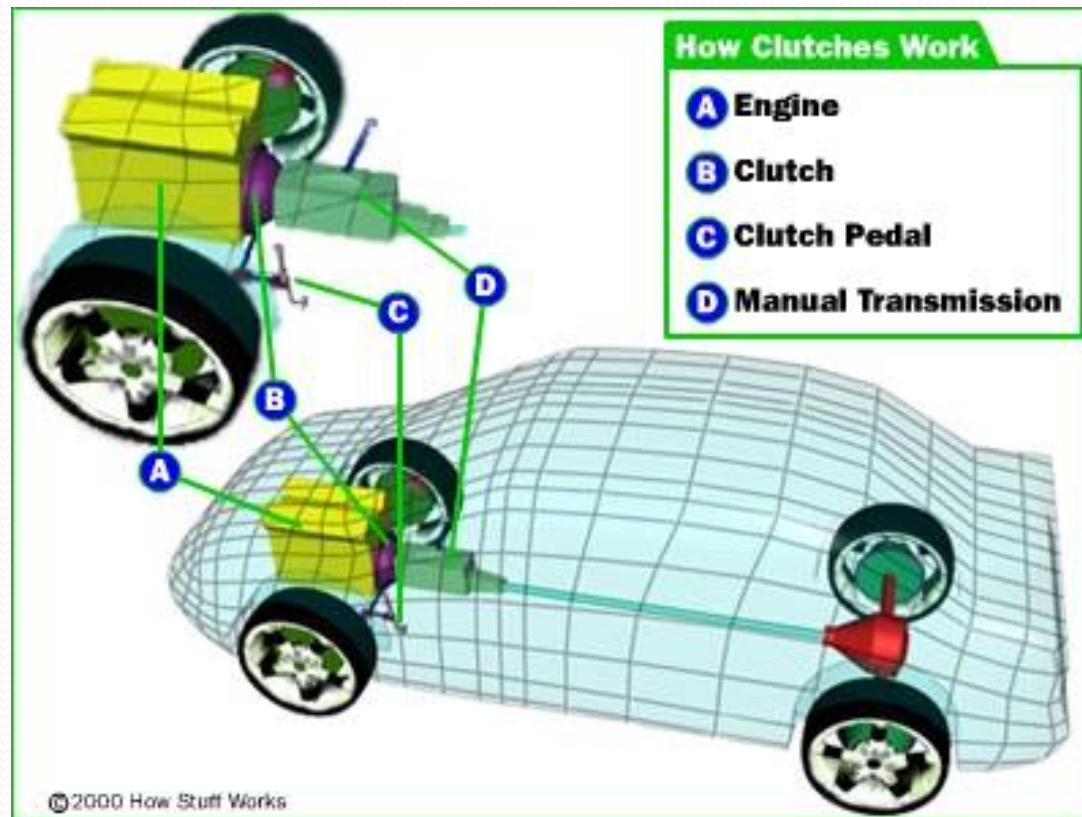 How Clutches Work
A Engine
B Clutch
C Clutch Pedal
D Manual Transmission
D
C
B
A
©2000 How Stuff Works